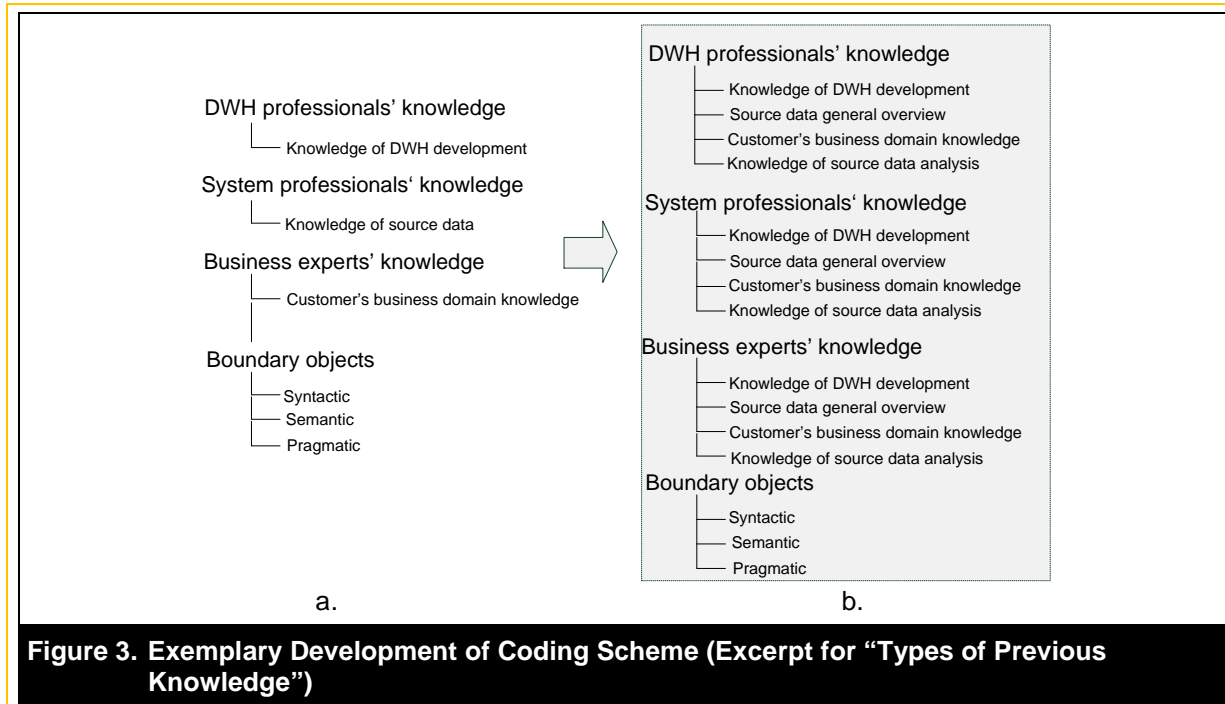 DWH professionals’ knowledge
Knowledge of DWH development
System professionals‘ knowledge
Knowledge of source data
Business experts’ knowledge
Customer’s business domain knowledge
Boundary objects
Syntactic
Semantic
Pragmatic
a.
DWH professionals’ knowledge
Knowledge of DWH development
Source data general overview
Customer’s business domain knowledge
Knowledge of source data analysis
System professionals‘ knowledge
Knowledge of DWH development
Source data general overview
Customer’s business domain knowledge
Knowledge of source data analysis
Business experts’ knowledge
Knowledge of DWH development
Source data general overview
Customer’s business domain knowledge
Knowledge of source data analysis
Boundary objects
Syntactic
Semantic
Pragmatic
b.
Figure 3. Exemplary Development of Coding Scheme (Excerpt for “Types of Previous
Knowledge”)